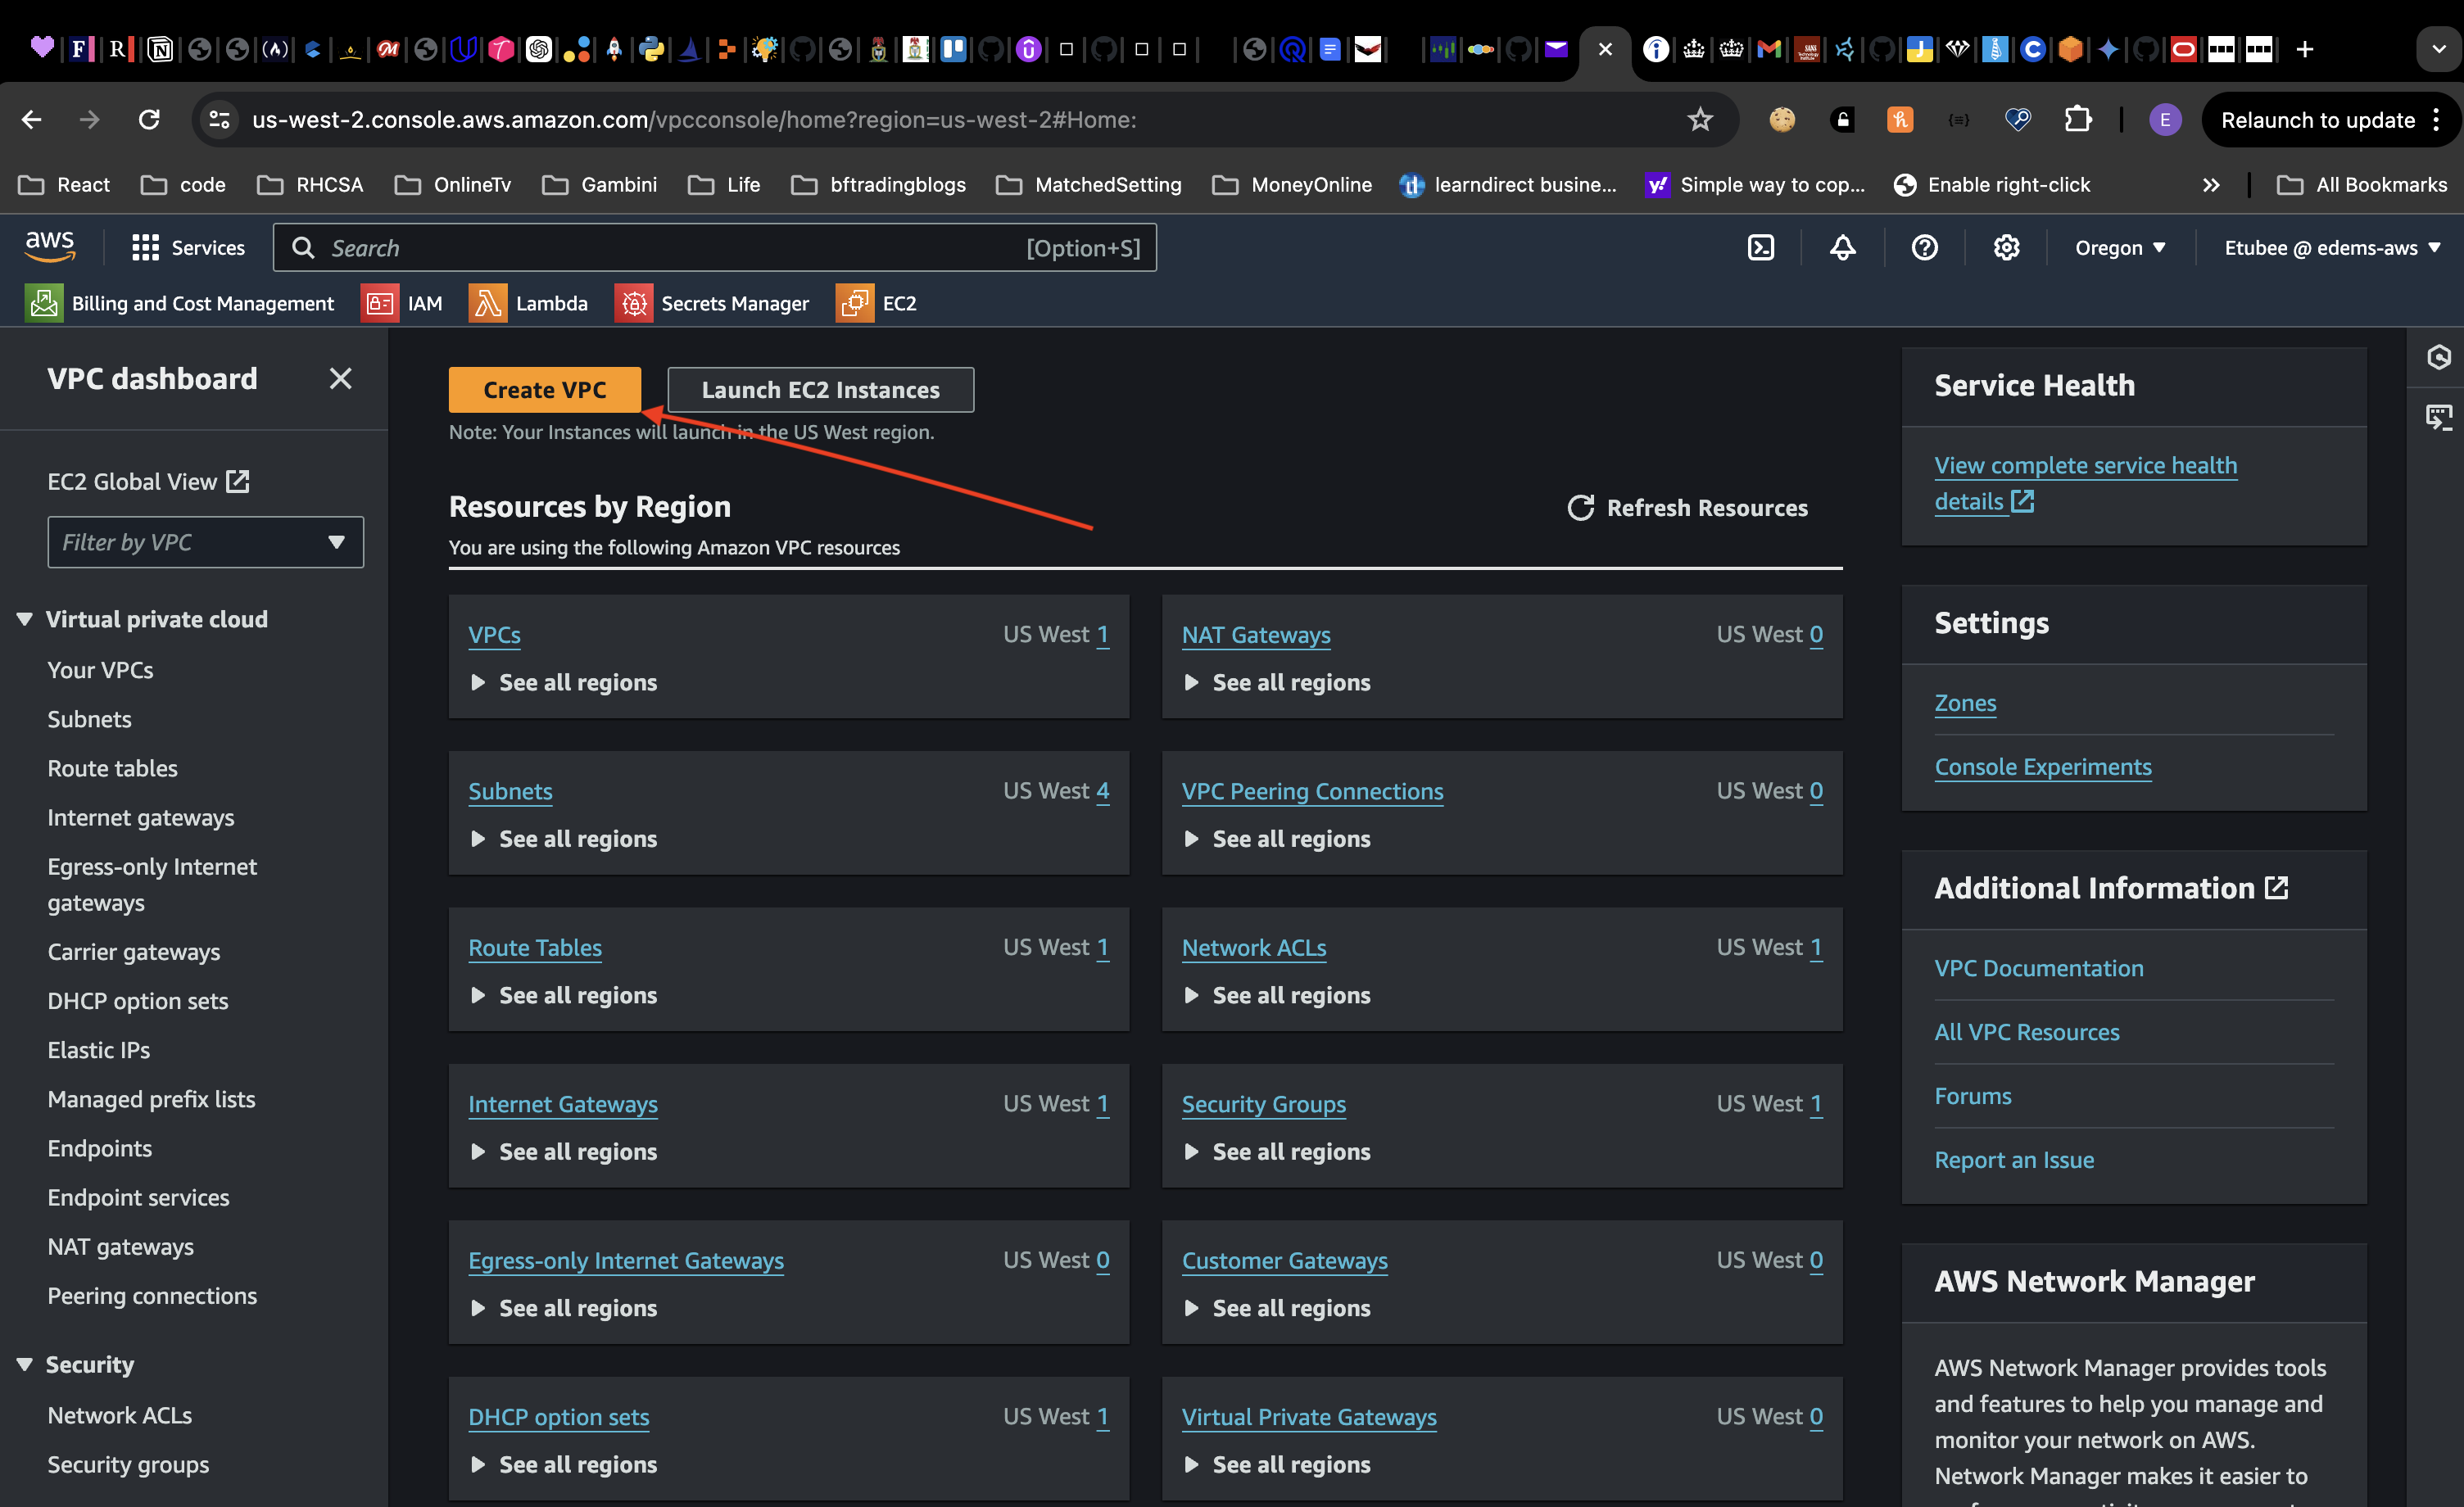 us-west-2.console.aws.amazon.com/vpcconsole/home?region=us-west-2#Home:
Relaunch to update
React
code
RHCSA
OnlineTv
Gambini
Life
bftradingblogs
MatchedSetting
MoneyOnline
learndirect busine...
Simple way to cop...
Enable right-click
All Bookmarks
aws
Services
Search
[Option+S]
Oregon
Etubee @ edems-aws
Billing and Cost Management
IAM
Lambda
Secrets Manager
EC2
VPC dashboard
EC2 Global View
Filter by VPC
Virtual private cloud
Your VPCs
Subnets
Route tables
Internet gateways
Egress-only Internet
gateways
Carrier gateways
DHCP option sets
Elastic IPs
Managed prefix lists
Endpoints
Endpoint services
NAT gateways
Peering connections
Security
Network ACLs
Security groups
Create VPC
Launch EC2 Instances
Note: Your Instances will launch in the US West region.
Resources by Region
Refresh Resources
You are using the following Amazon VPC resources
VPCs
US West 1
See all regions
NAT Gateways
US West 0
See all regions
Subnets
US West 4
See all regions
VPC Peering Connections
US West 0
See all regions
Route Tables
US West 1
See all regions
Network ACLs
US West 1
See all regions
Internet Gateways
US West 1
See all regions
Security Groups
US West 1
See all regions
Egress-only Internet Gateways
US West 0
See all regions
Customer Gateways
US West 0
See all regions
DHCP option sets
US West 1
See all regions
Virtual Private Gateways
US West 0
See all regions
Service Health
View complete service health
details
Settings
Zones
Console Experiments
Additional Information
VPC Documentation
All VPC Resources
Forums
Report an Issue
AWS Network Manager
AWS Network Manager provides tools
and features to help you manage and
monitor your network on AWS.
Network Manager makes it easier to